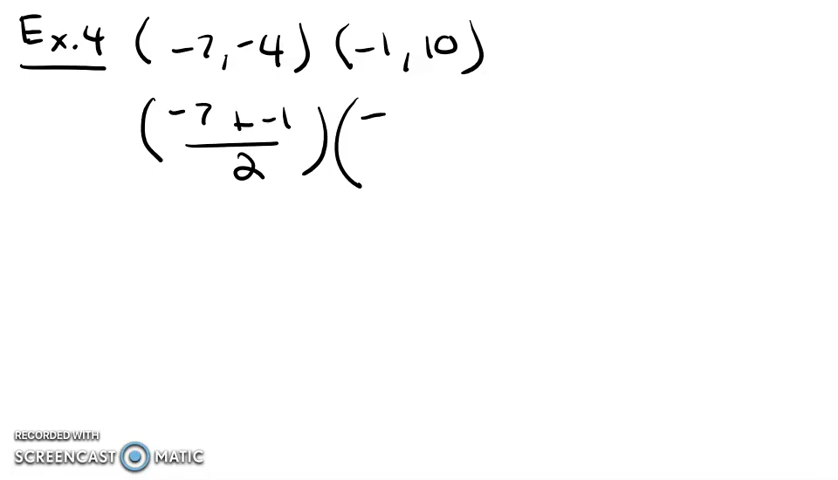 Ex.4 (-7, -4) (-1, 10)
(-7 + -1 / 2) (-
RECORDED WITH
SCREENCAST MATIC